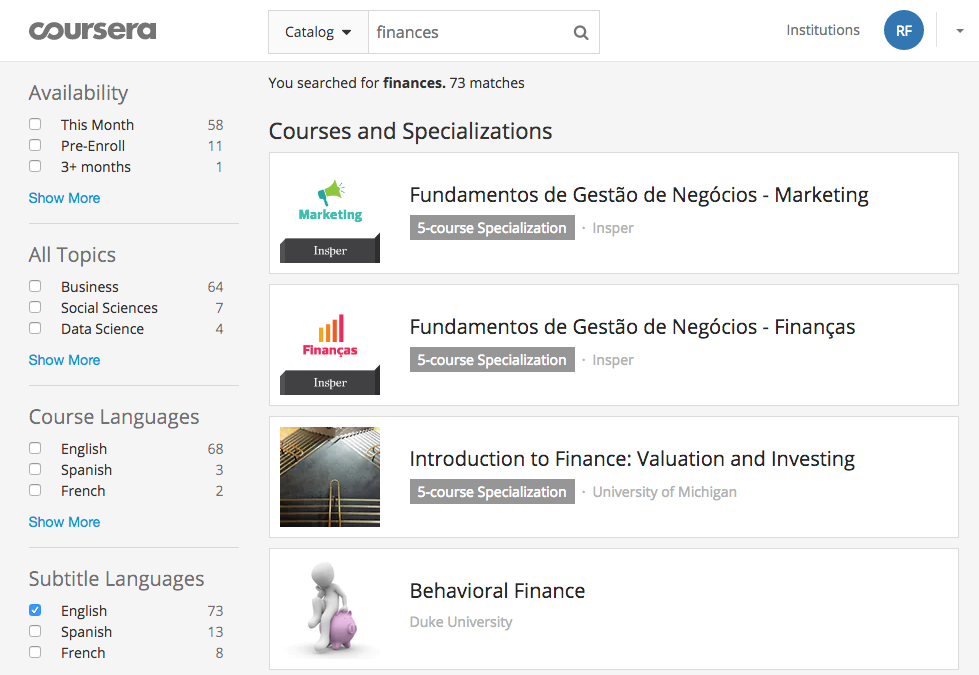 coursera
Catalog
finances
Institutions
RF
Availability
This Month 58
Pre-Enroll 11
3+ months 1
Show More
All Topics
Business 64
Social Sciences 7
Data Science 4
Show More
Course Languages
English 68
Spanish 3
French 2
Show More
Subtitle Languages
English 73
Spanish 13
French 8
You searched for finances. 73 matches
Courses and Specializations
Marketing
Insper
Fundamentos de Gestão de Negócios - Marketing
5-course Specialization · Insper
Finanças
Insper
Fundamentos de Gestão de Negócios - Finanças
5-course Specialization · Insper
Introduction to Finance: Valuation and Investing
5-course Specialization · University of Michigan
Behavioral Finance
Duke University